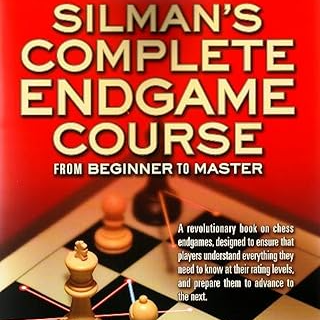 SILMAN'S
COMPLETE
ENDGAME
COURSE
FROM BEGINNER TO MASTER
A revolutionary book on chess
endgames, designed to ensure that
players understand everything they
need to know at their rating levels,
and prepare them to advance to
the next.